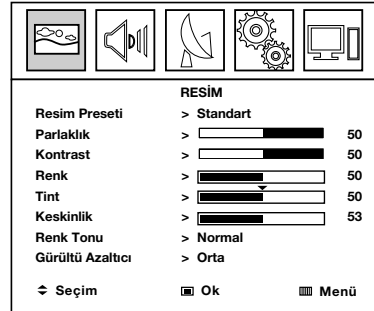 RESİM
Resim Preseti > Standart
Parlaklık > 50
Kontrast > 50
Renk > 50
Tint > 50
Keskinlik > 53
Renk Tonu > Normal
Gürültü Azaltıcı > Orta
Seçim Ok Menü